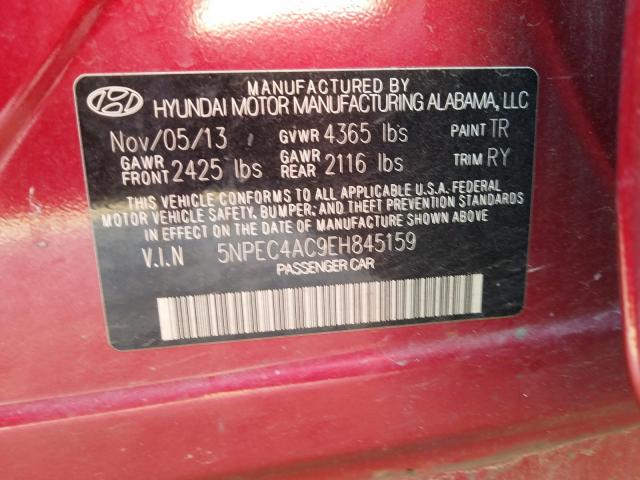 MANUFACTURED BY
HYUNDAI MOTOR MANUFACTURING ALABAMA, LLC
Nov/05/13 GVWR 4365 lbs PAINT TR
GAWR FRONT 2425 lbs GAWR REAR 2116 lbs TRIM RY
THIS VEHICLE CONFORMS TO ALL APPLICABLE U.S.A. FEDERAL
MOTOR VEHICLE SAFETY, BUMPER, AND THEFT PREVENTION STANDARDS
IN EFFECT ON THE DATE OF MANUFACTURE SHOWN ABOVE
V.I.N 5NPEC4AC9EH845159
PASSENGER CAR